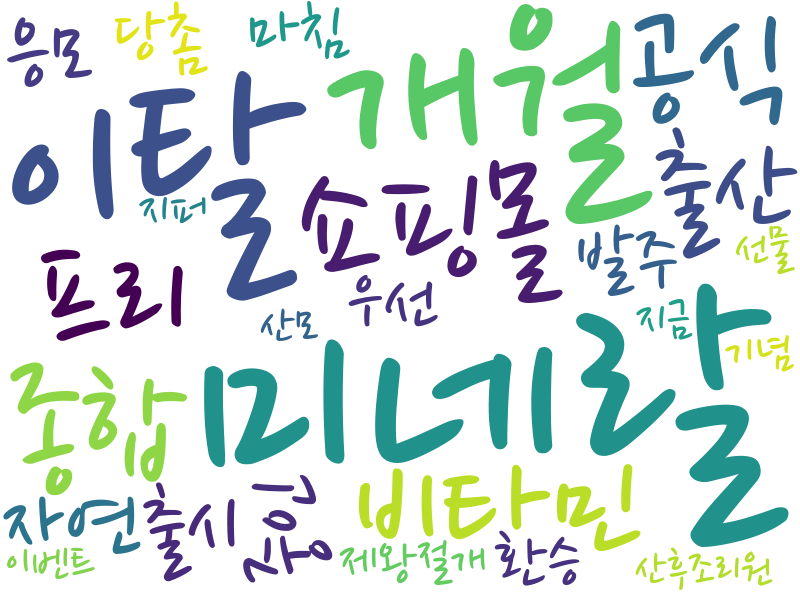 응모 당촘 마침
이탈 개월 공식
지퍼 쇼핑몰 출산
프리 우선 발주 선물
산모 지금 기념
종합 미네랄
자연 출시 주인 비타민
이벤트 제왕절개 환승 산후조리원